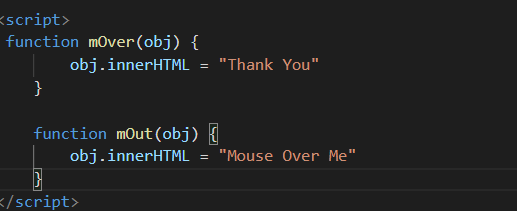 <script>
function mOver(obj) {
obj.innerHTML = "Thank You"
}
function mOut(obj) {
obj.innerHTML = "Mouse Over Me"
}
</script>